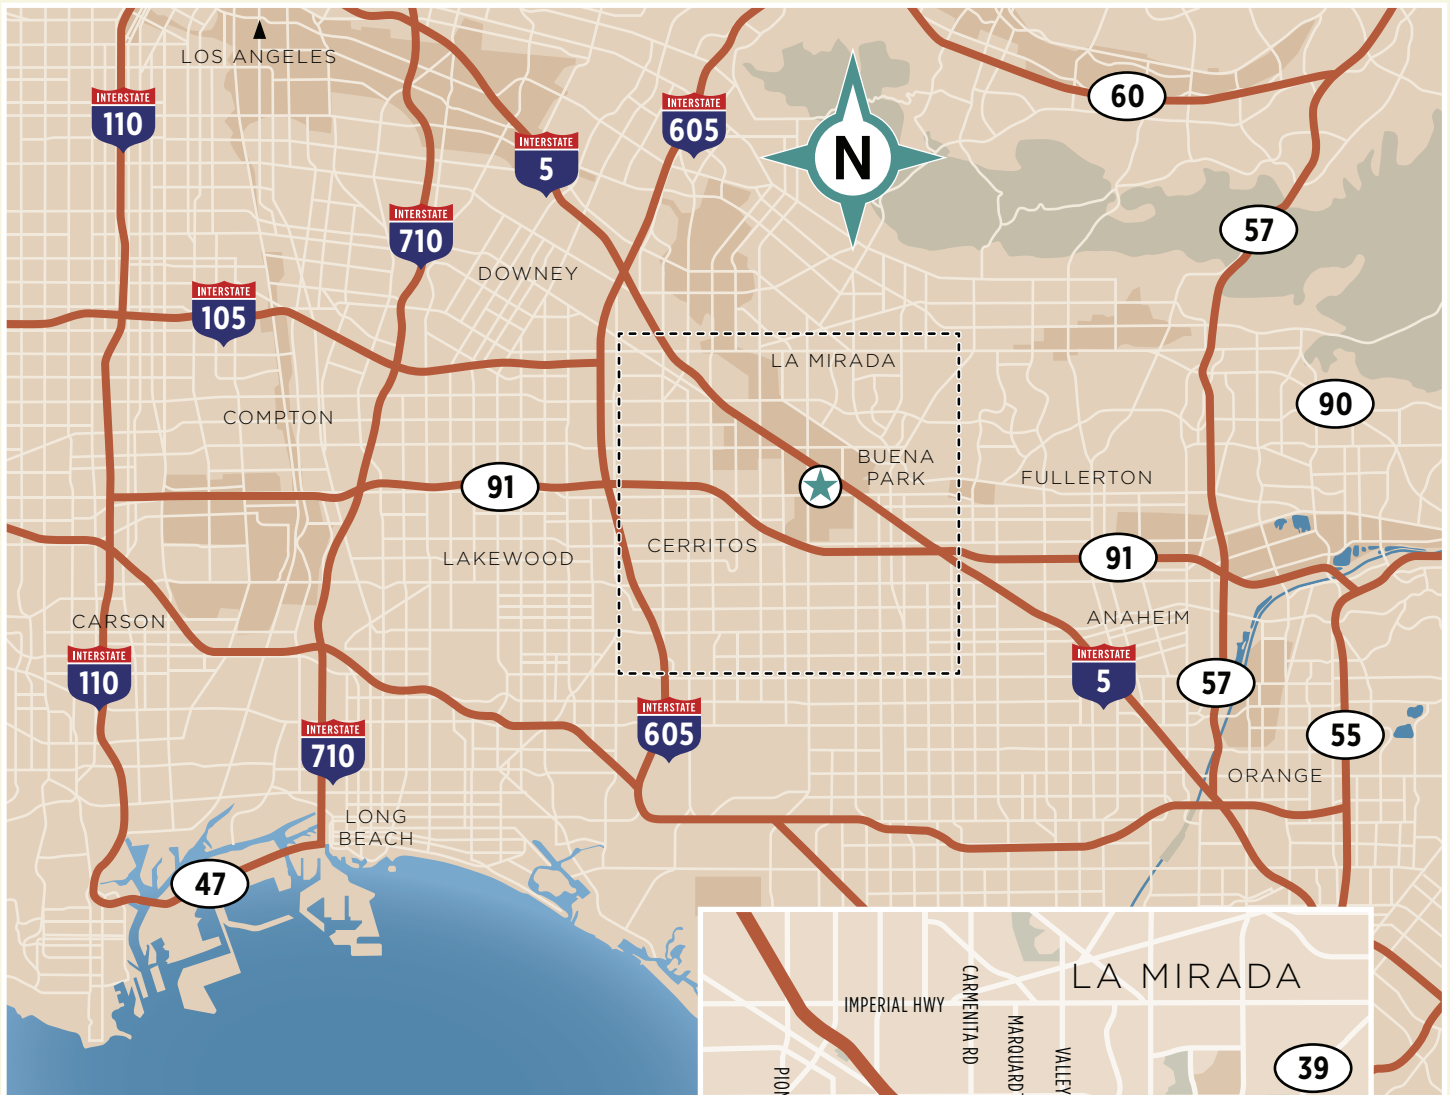 LOS ANGELES
INTERSTATE
110
INTERSTATE
605
60
INTERSTATE
5
N
INTERSTATE
710
57
DOWNEY
INTERSTATE
105
LA MIRADA
COMPTON
90
BUENA
PARK
FULLERTON
91
CERRITOS
LAKEWOOD
91
CARSON
ANAHEIM
INTERSTATE
110
INTERSTATE
5
57
INTERSTATE
605
INTERSTATE
710
55
ORANGE
LONG
BEACH
47
LA MIRADA
IMPERIAL HWY
CARMENITA RD
VALLEY
39